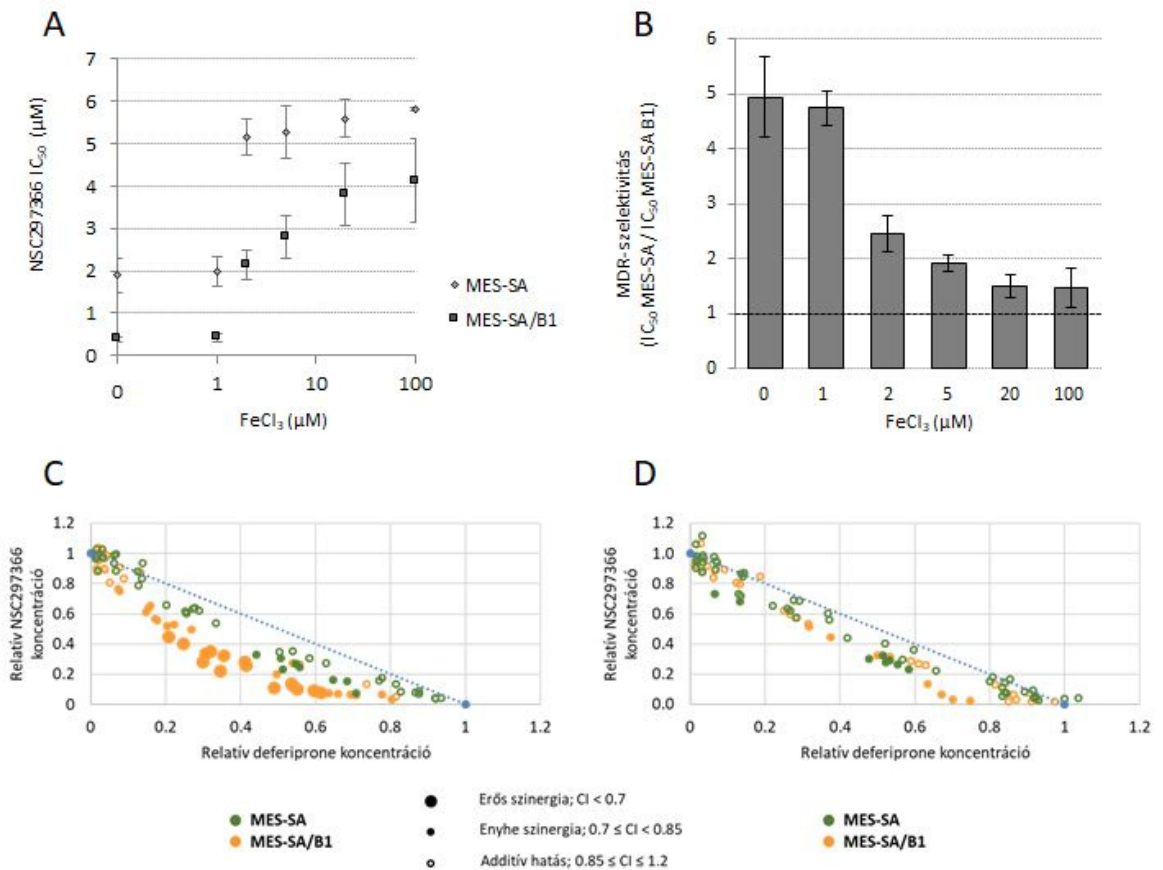 A
NSC297366 IC₅₀ (µM)
7
6
5
4
3
2
1
0
0
1
10
100
FeCl₃ (µM)
MES-SA
MES-SA/B1
B
MDR-szelektivitás
(IC₅₀ MES-SA / IC₅₀ MES-SA B1)
6
5
4
3
2
1
0
0
1
2
5
20
100
FeCl₃ (µM)
C
Relatív NSC297366
koncentráció
1.2
1.0
0.8
0.6
0.4
0.2
0
0
0.2
0.4
0.6
0.8
1
1.2
Relatív deferiprone koncentráció
D
Relatív NSC297366
koncentráció
1.2
1.0
0.8
0.6
0.4
0.2
0.0
0
0.2
0.4
0.6
0.8
1
1.2
Relatív deferiprone koncentráció
MES-SA
MES-SA/B1
Erős szinergia; CI < 0.7
Enyhe szinergia; 0.7 ≤ CI < 0.85
Additív hatás; 0.85 ≤ CI ≤ 1.2
MES-SA
MES-SA/B1